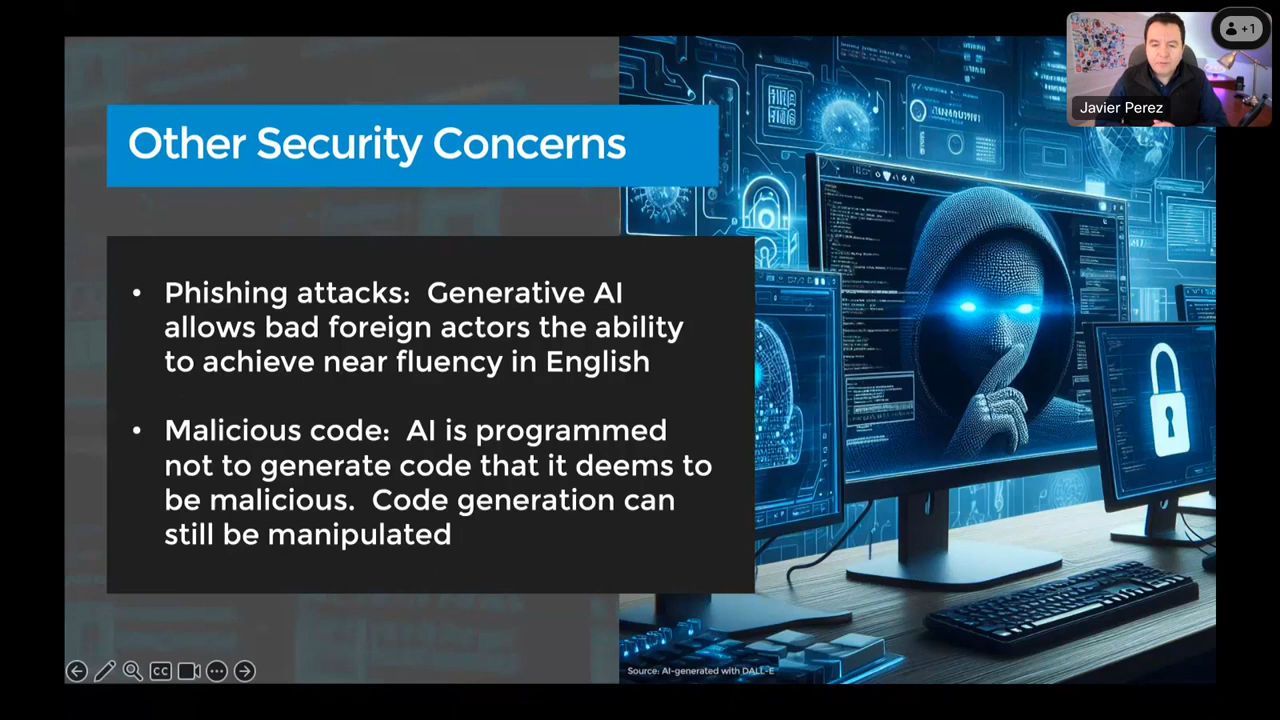 +1
Javier Perez
Other Security Concerns
• Phishing attacks:  Generative AI
allows bad foreign actors the ability
to achieve near fluency in English
• Malicious code:  AI is programmed
not to generate code that it deems to
be malicious.  Code generation can
still be manipulated
CC
Source: AI-generated with DALL-E